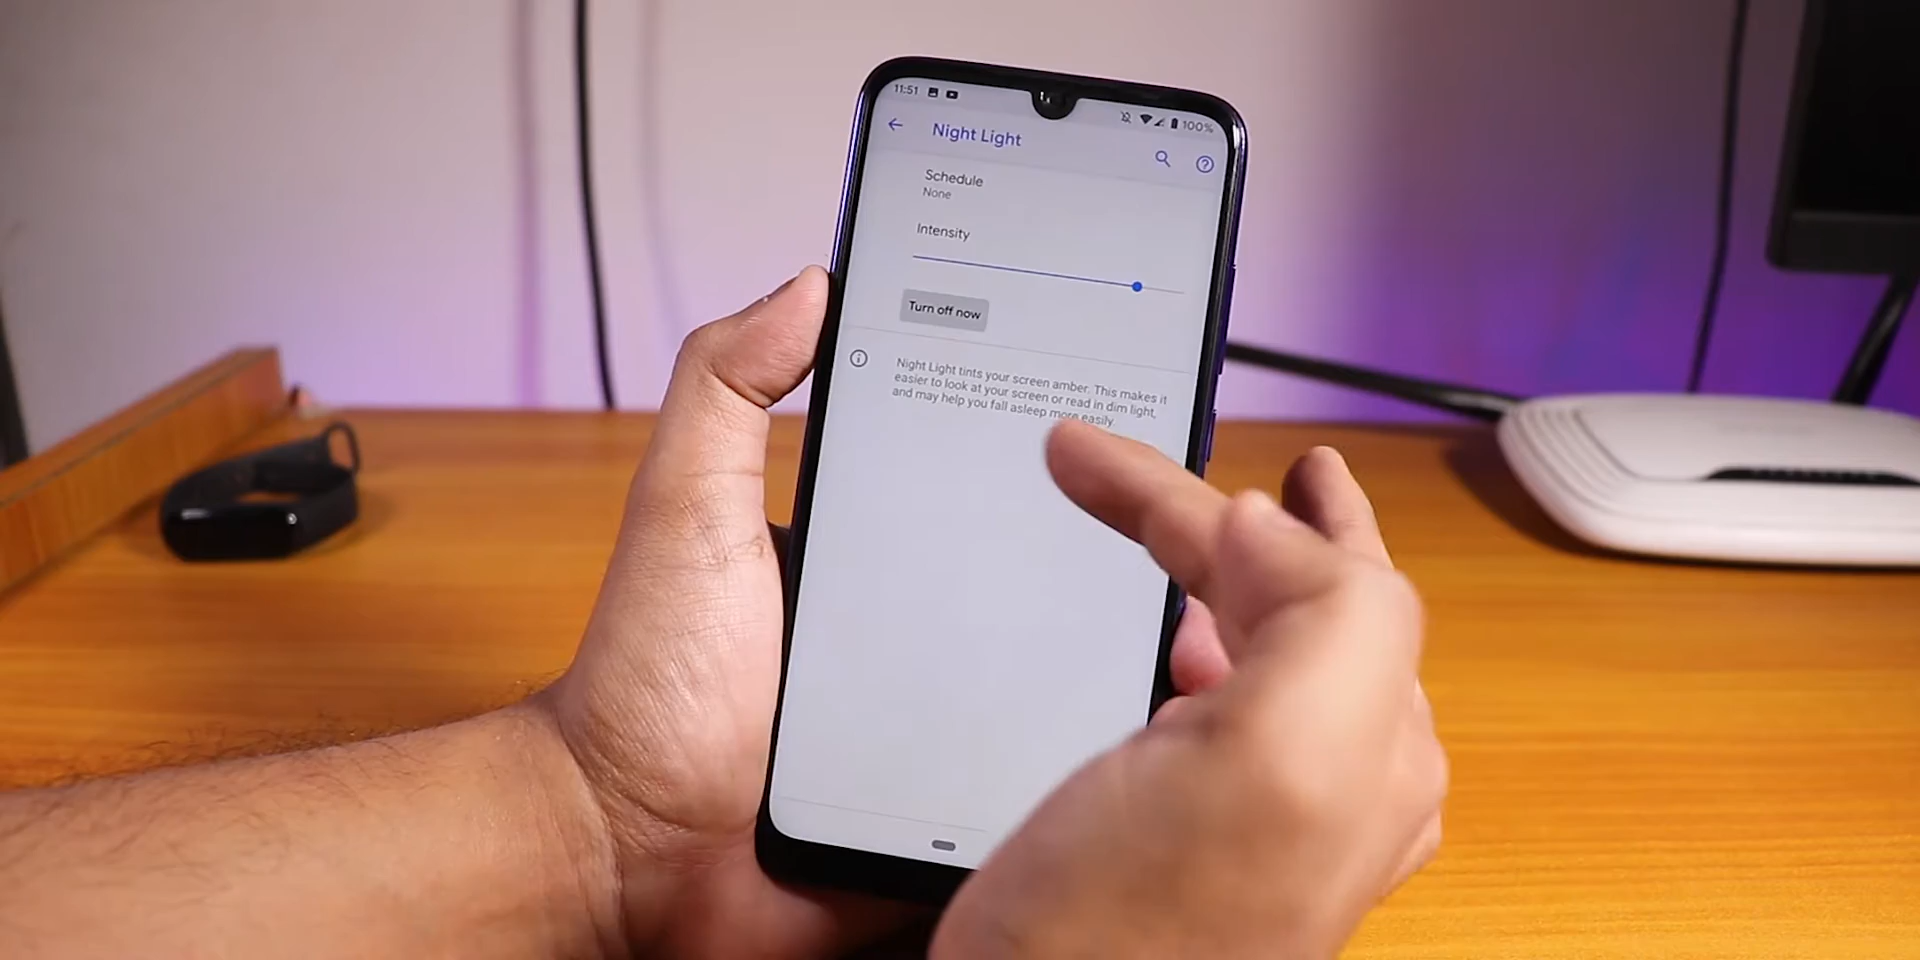 11:51
100%
Night Light
Schedule
None
Intensity
Turn off now
Night Light tints your screen amber. This makes it
easier to look at your screen or read in dim light,
and may help you fall asleep more easily.